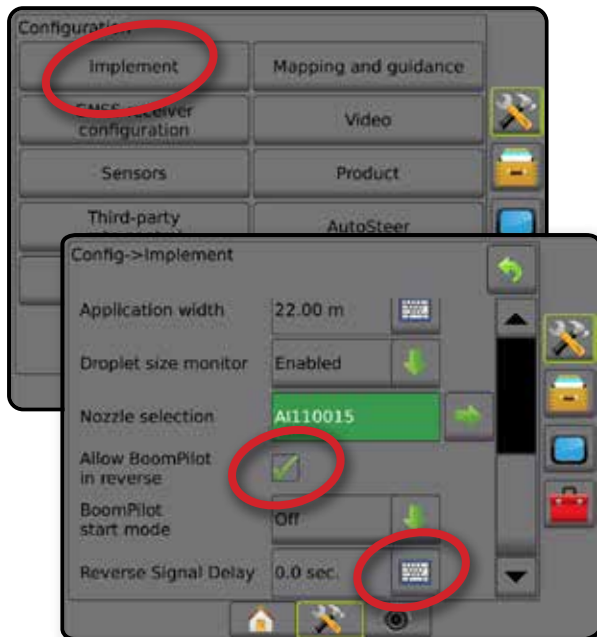 Configuration
Implement
Mapping and guidance
GNSS receiver
configuration
Video
Sensors
Product
Third-party
AutoSteer
Config->Implement
Application width
22.00 m
Droplet size monitor
Enabled
Nozzle selection
AI110015
Allow BoomPilot
in reverse
BoomPilot
start mode
Off
Reverse Signal Delay
0.0 sec.